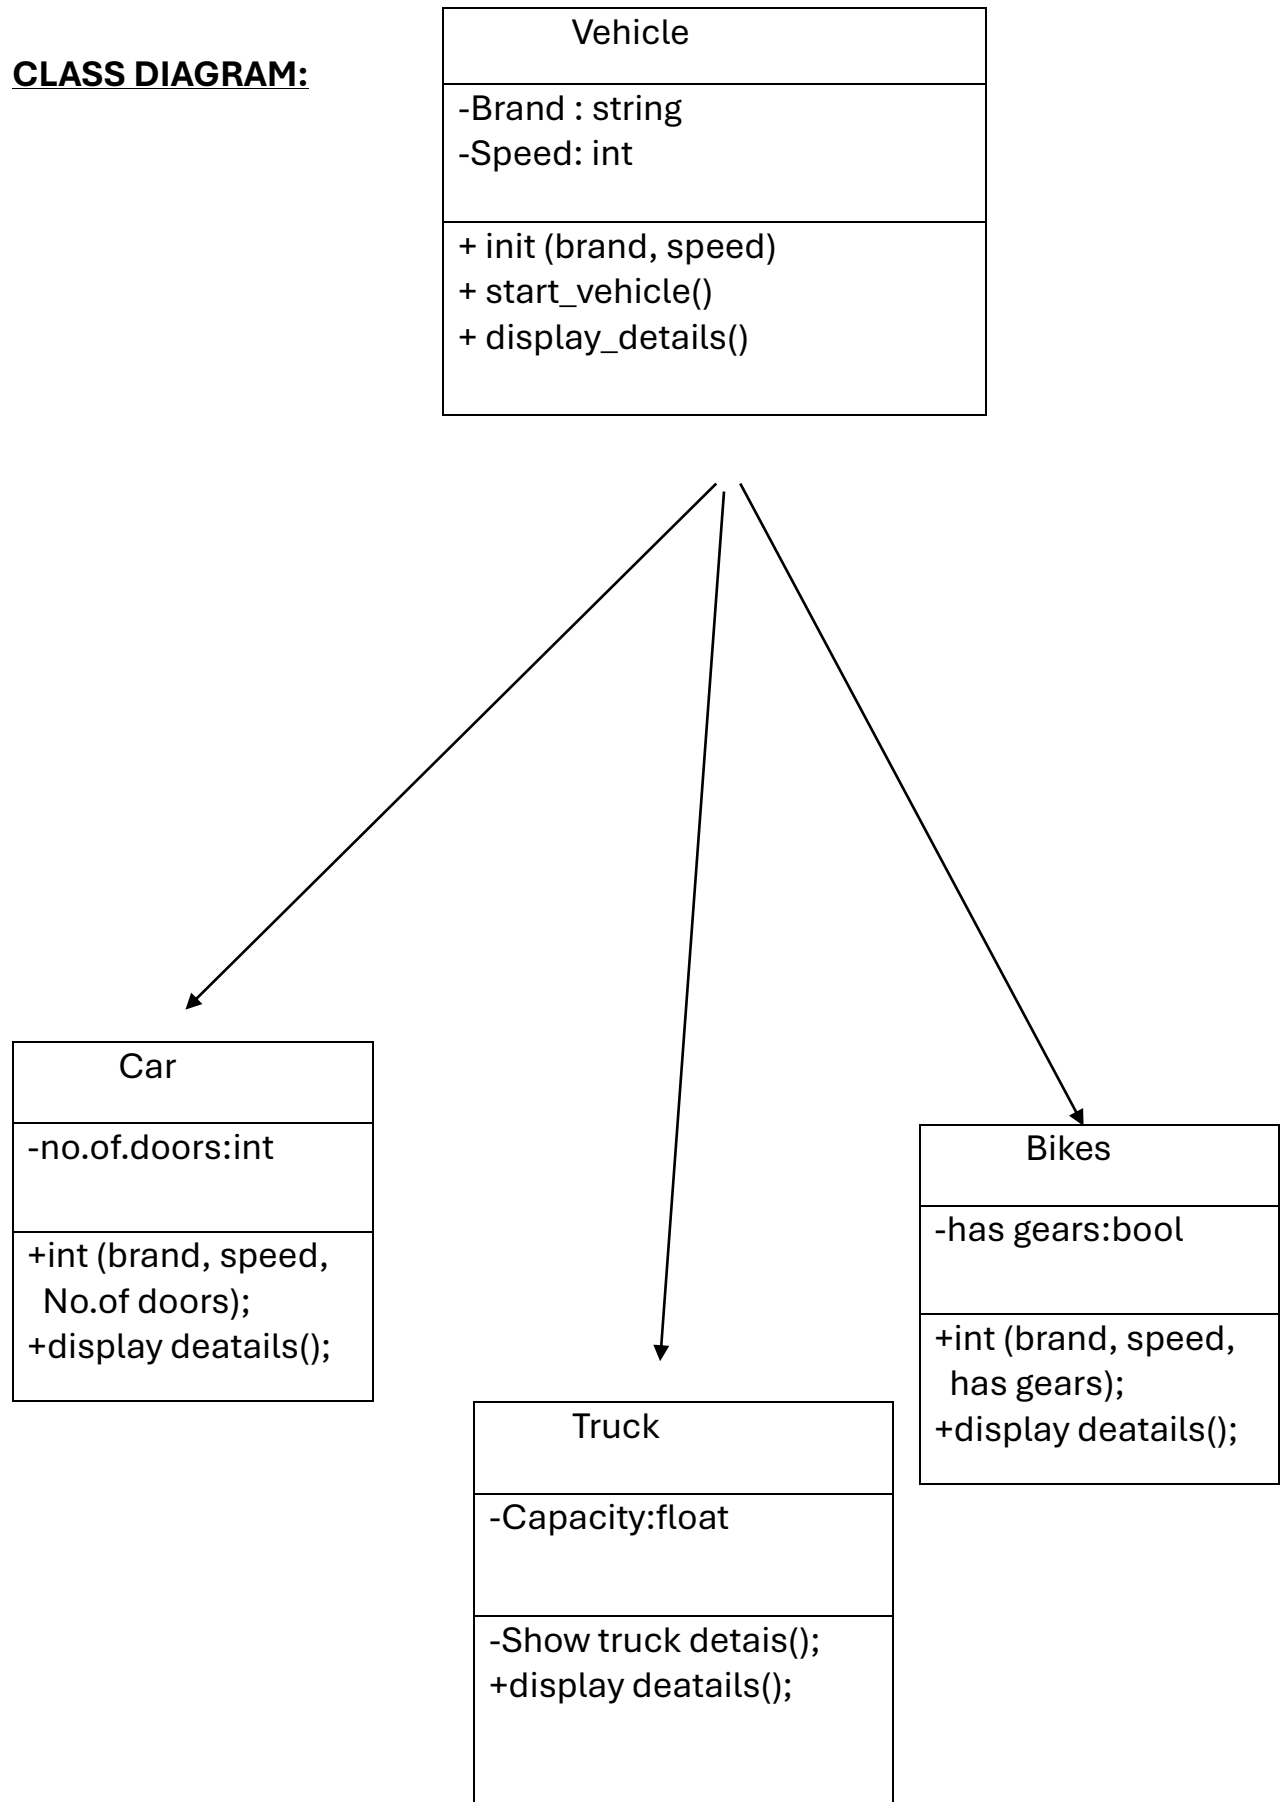 CLASS DIAGRAM:
Vehicle
-Brand : string
-Speed: int
+ init (brand, speed)
+ start_vehicle()
+ display_details()
Car
-no.of.doors:int
+int (brand, speed,
No.of doors);
+display deatails();
Truck
-Capacity:float
-Show truck detais();
+display deatails();
Bikes
-has gears:bool
+int (brand, speed,
has gears);
+display deatails();